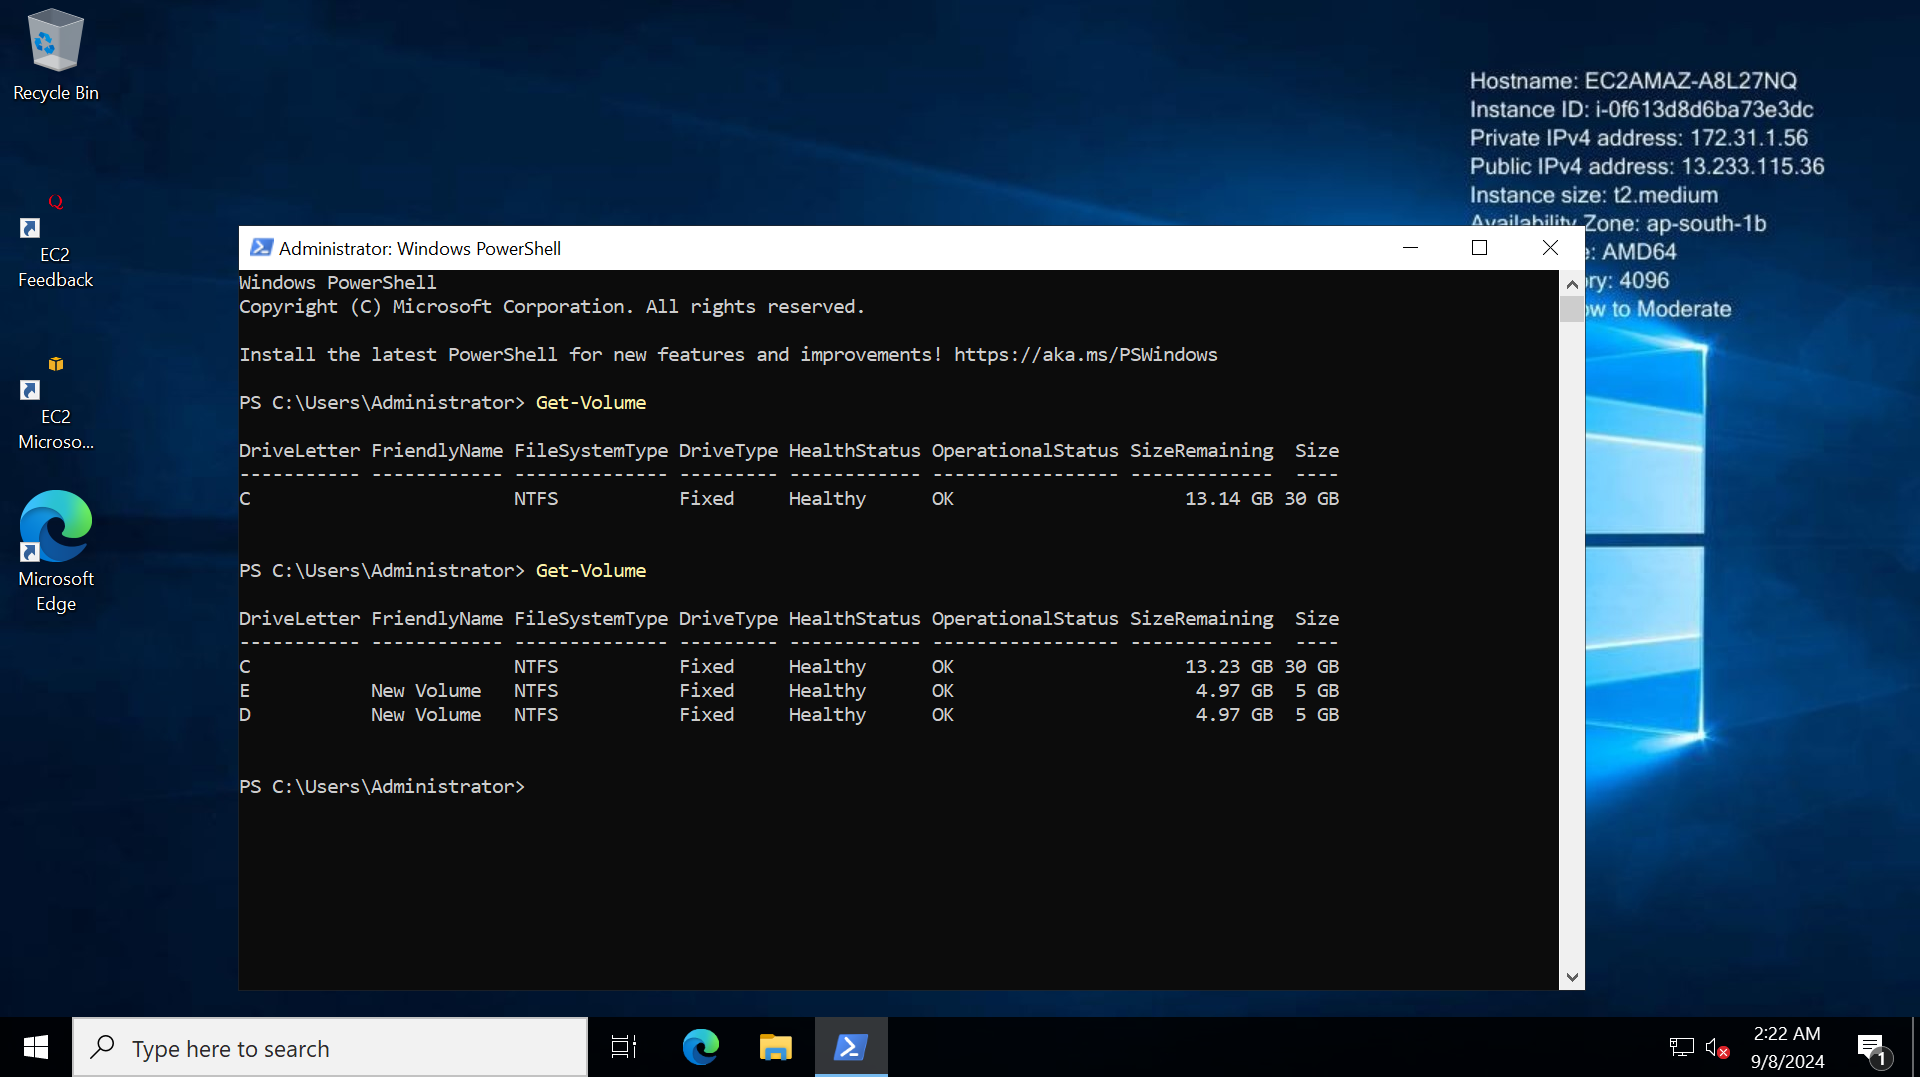 Recycle Bin
EC2
Feedback
EC2
Microso...
Microsoft
Edge
Hostname: EC2AMAZ-A8L27NQ
Instance ID: i-0f613d8d6ba73e3dc
Private IPv4 address: 172.31.1.56
Public IPv4 address: 13.233.115.36
Instance size: t2.medium
Availability Zone: ap-south-1b
: AMD64
ry: 4096
to Moderate
Administrator: Windows PowerShell
Windows PowerShell
Copyright (C) Microsoft Corporation. All rights reserved.
Install the latest PowerShell for new features and improvements! https://aka.ms/PSWindows
PS C:\Users\Administrator> Get-Volume
DriveLetter FriendlyName FileSystemType DriveType HealthStatus OperationalStatus SizeRemaining  Size
----------- ------------ -------------- --------- ------------ ----------------- -------------  ----
C                        NTFS           Fixed     Healthy      OK                     13.14 GB 30 GB
PS C:\Users\Administrator> Get-Volume
DriveLetter FriendlyName FileSystemType DriveType HealthStatus OperationalStatus SizeRemaining  Size
----------- ------------ -------------- --------- ------------ ----------------- -------------  ----
C                        NTFS           Fixed     Healthy      OK                     13.23 GB 30 GB
E           New Volume   NTFS           Fixed     Healthy      OK                      4.97 GB  5 GB
D           New Volume   NTFS           Fixed     Healthy      OK                      4.97 GB  5 GB
PS C:\Users\Administrator>
Type here to search
2:22 AM
9/8/2024
1